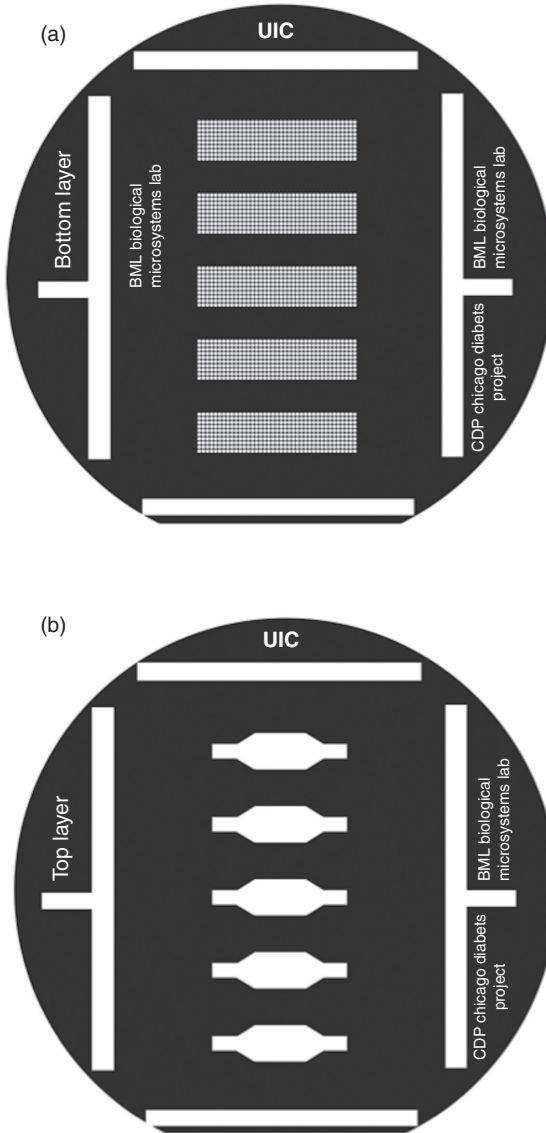 (a)
UIC
Bottom layer
BML biological
microsystems lab
BML biological
microsystems lab
CDP chicago diabets
project
(b)
UIC
Top layer
BML biological
microsystems lab
CDP chicago diabets
project